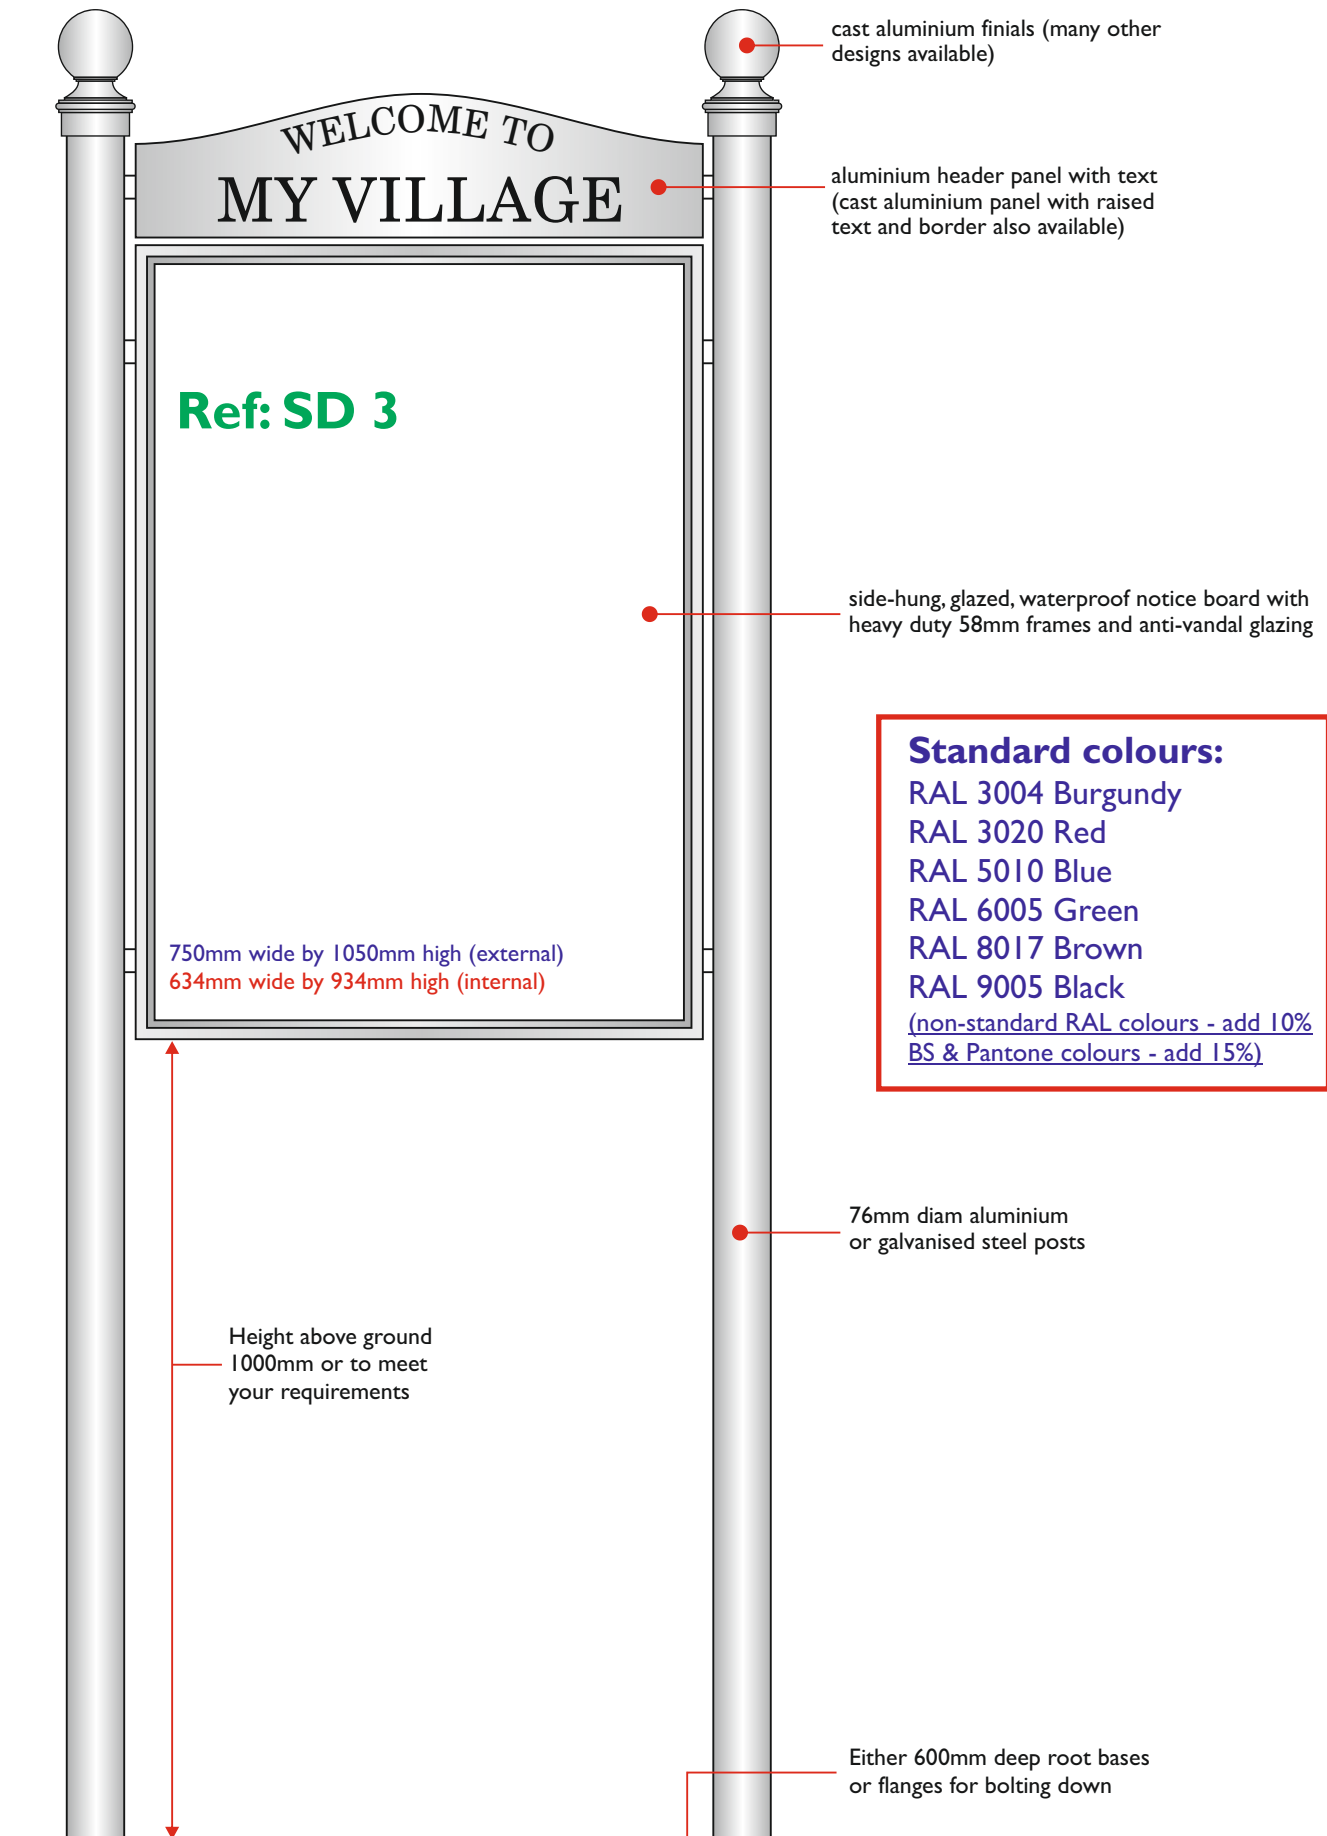 cast aluminium finials (many other
designs available)
WELCOME TO
MY VILLAGE
aluminium header panel with text
(cast aluminium panel with raised
text and border also available)
Ref: SD 3
side-hung, glazed, waterproof notice board with
heavy duty 58mm frames and anti-vandal glazing
Standard colours:
RAL 3004 Burgundy
RAL 3020 Red
RAL 5010 Blue
RAL 6005 Green
RAL 8017 Brown
RAL 9005 Black
(non-standard RAL colours - add 10%
BS & Pantone colours - add 15%)
750mm wide by 1050mm high (external)
634mm wide by 934mm high (internal)
76mm diam aluminium
or galvanised steel posts
Height above ground
1000mm or to meet
your requirements
Either 600mm deep root bases
or flanges for bolting down